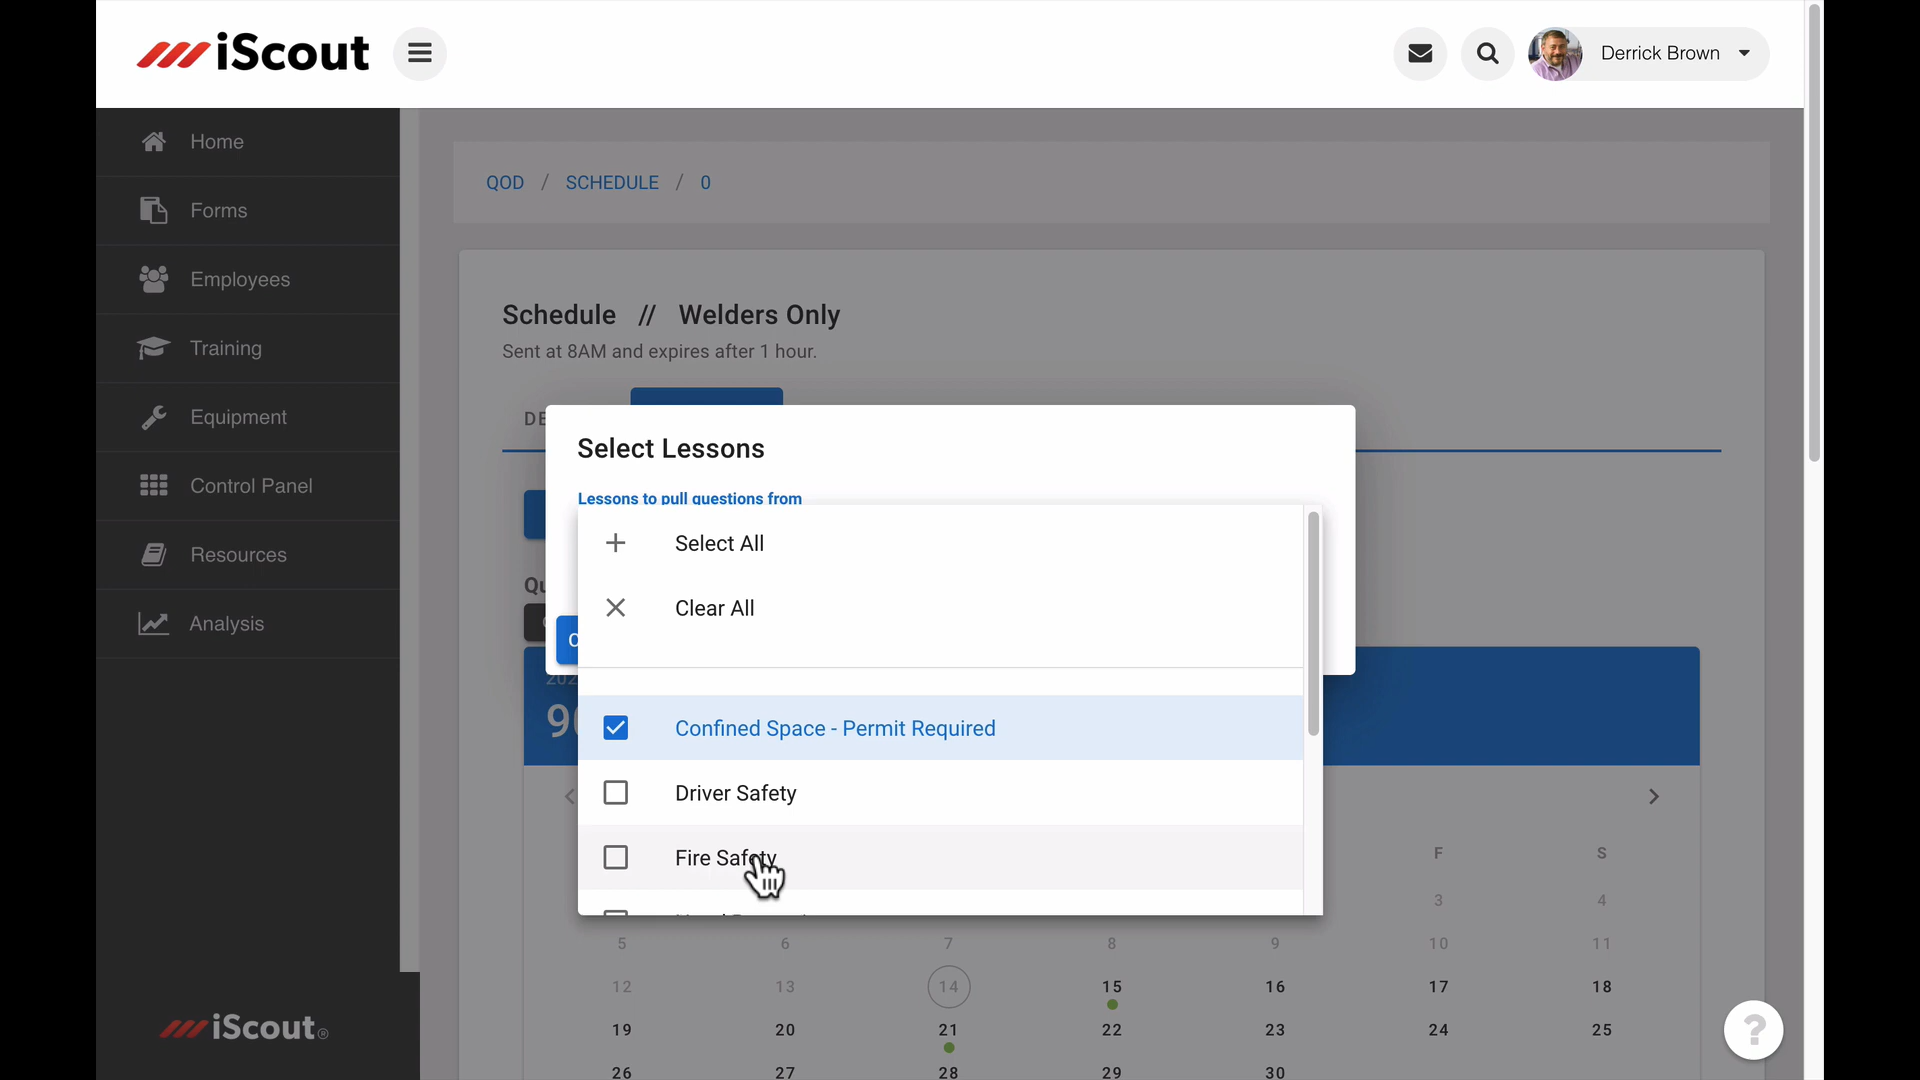 iScout
Derrick Brown
Home
Forms
Employees
Training
Equipment
Control Panel
Resources
Analysis
iScout®
QOD / SCHEDULE / 0
Schedule // Welders Only
Sent at 8AM and expires after 1 hour.
Select Lessons
Lessons to pull questions from
Select All
Clear All
Confined Space - Permit Required
Driver Safety
Fire Safety
F S
3 4
5 6 7 8 9 10 11
12 13 14 15 16 17 18
19 20 21 22 23 24 25
26 27 28 29 30
?